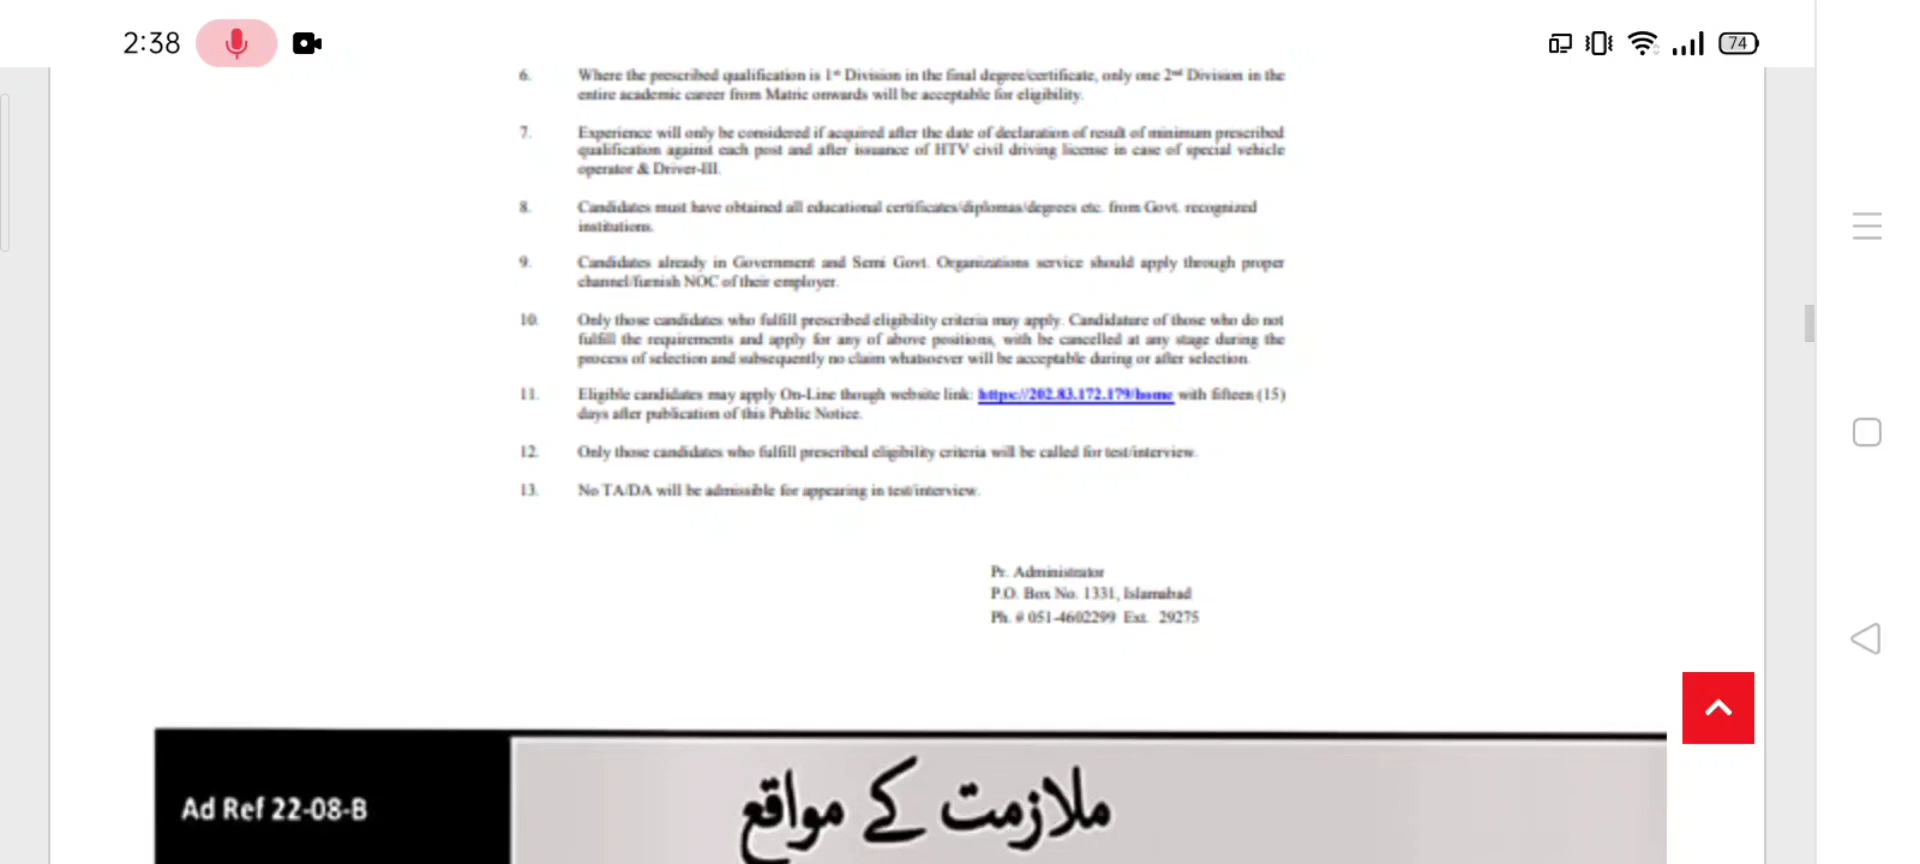 2:38
74
6. Where the prescribed qualification is 1st Division in the final degree/certificate, only one 2nd Division in the
entire academic career from Matric onwards will be acceptable for eligibility.
7. Experience will only be considered if acquired after the date of declaration of result of minimum prescribed
qualification against each post and after issuance of HTV civil driving license in case of special vehicle
operator & Driver-III.
8. Candidates must have obtained all educational certificates/diplomas/degrees etc. from Govt. recognized
institutions.
9. Candidates already in Government and Semi Govt. Organizations service should apply through proper
channel/furnish NOC of their employer.
10. Only those candidates who fulfill prescribed eligibility criteria may apply. Candidature of those who do not
fulfill the requirements and apply for any of above positions, with be cancelled at any stage during the
process of selection and subsequently no claim whatsoever will be acceptable during or after selection.
11. Eligible candidates may apply On-Line though website link: https://202.83.172.179/home with fifteen (15)
days after publication of this Public Notice.
12. Only those candidates who fulfill prescribed eligibility criteria will be called for test/interview.
13. No TA/DA will be admissible for appearing in test/interview.
Pr. Administrator
P.O. Box No. 1331, Islamabad
Ph. # 051-4602299 Ext. 29275
Ad Ref 22-08-B
ملازمت کے مواقع